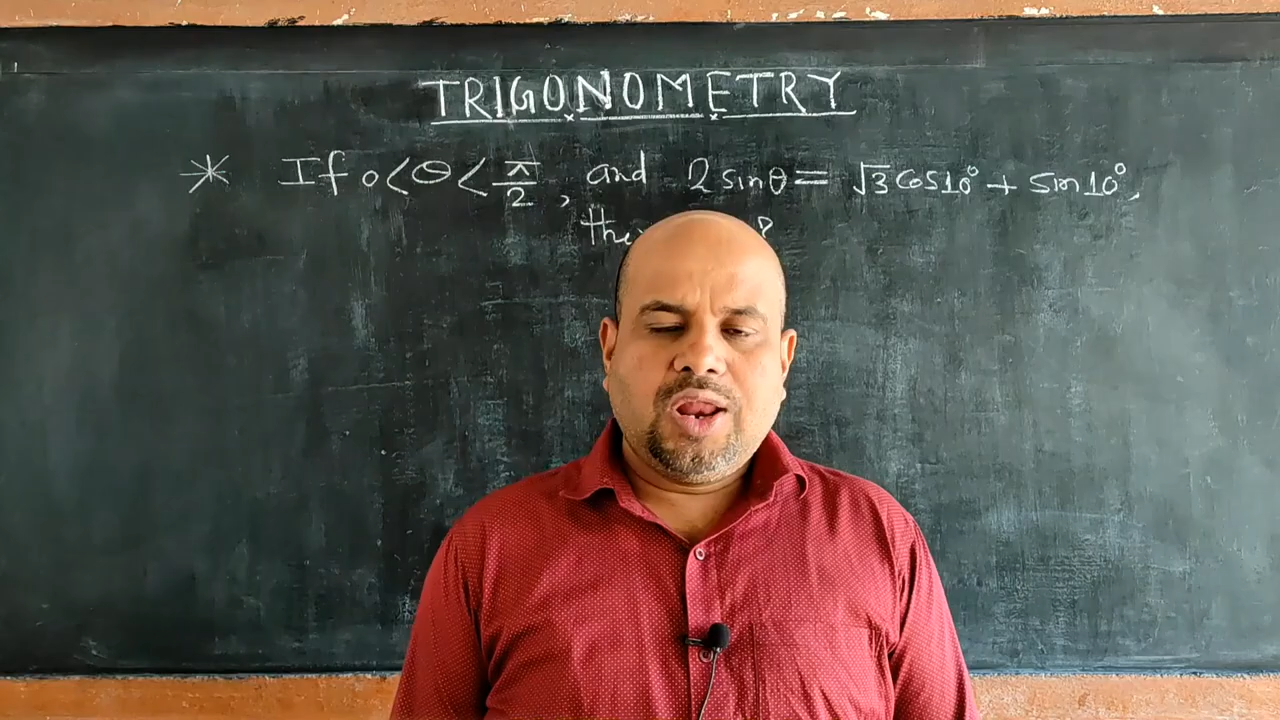 TRIGONOMETRY
* If 0<θ<π/2, and 2 sinθ = √3 cos10° + sin10°,
?